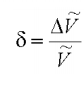 δ = ΔṼ / Ṽ